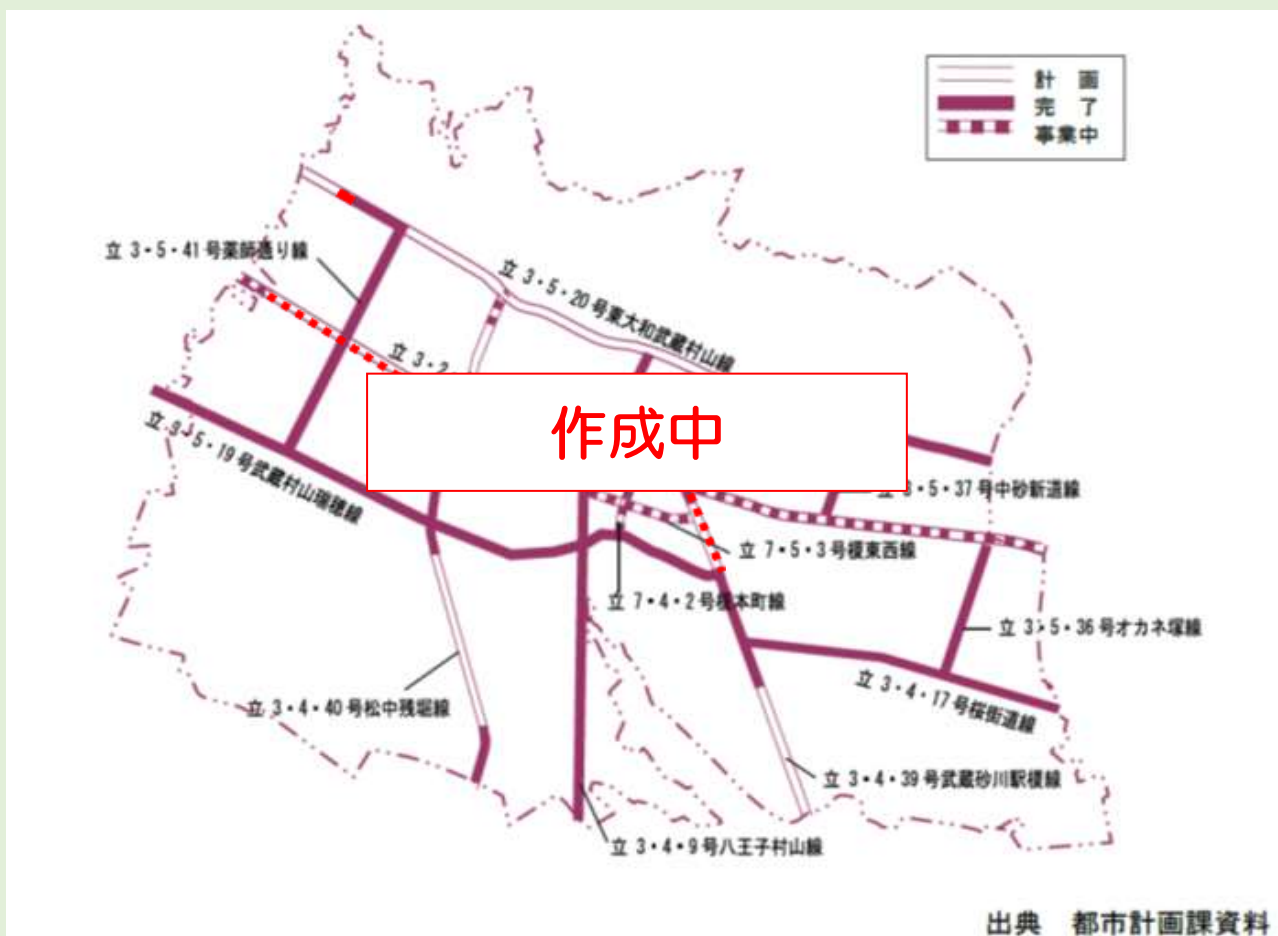 計 画
完 了
事業中
立 3・5・41号薬師通り線
立 3・5・20号東大和武蔵村山線
立 3・2
作成中
立 9・5・19号武蔵村山瑞穂線
立 3・5・37号中砂新道線
立 7・5・3号榎東西線
立 7・4・2号榎本町線
立 3・5・36号オカネ塚線
立 3・4・17号桜街道線
立 3・4・40号松中残堀線
立 3・4・39号武蔵砂川駅榎線
立 3・4・9号八王子村山線
出典 都市計画課資料